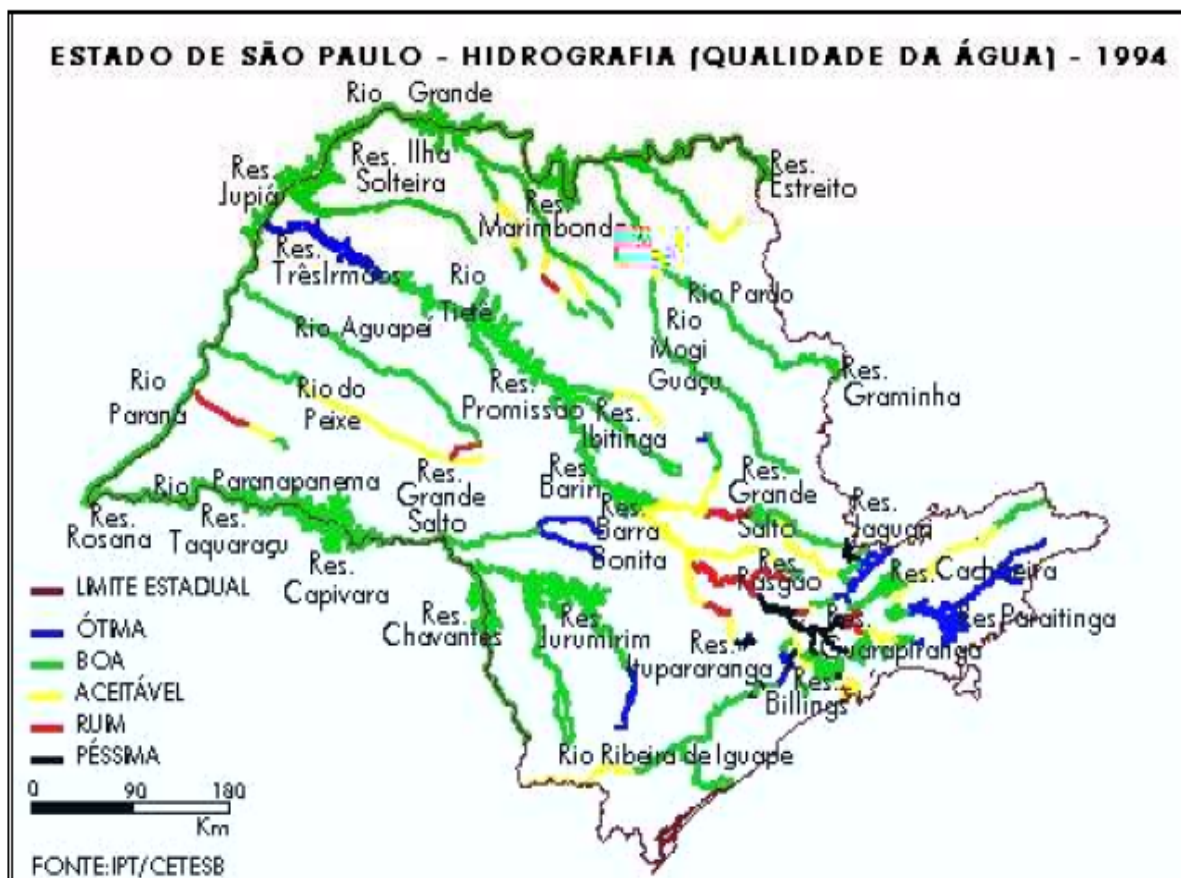 ESTADO DE SÃO PAULO - HIDROGRAFIA (QUALIDADE DA ÁGUA) - 1994
Rio Grande
Res.
Jupiá
Res. Ilha
Solteira
Res.
Estreito
Res.
Marimbondo
Res.
TrêsIrmãos
Rio
Tietê
Rio Pardo
Rio
Mogi
Guaçu
Rio Aguapeí
Res.
Graminha
Rio
Paraná
Rio do
Peixe
Res.
Promissão
Res.
Ibitinga
Rio Paranapanema
Res.
Rosana
Res.
Taquaraçu
Res.
Capivara
Res.
Grande
Salto
Res.
Bariri
Res.
Barra
Bonita
Res.
Grande
Salto
Res.
Jaguari
Res.
Rasgão
Res. Cachoeira
Res. Paraitinga
Res.
Chavantes
Res.
Jurumirim
Res.
Itupararanga
Res.
Guarapiranga
Res.
Billings
Rio Ribeira de Iguape
LIMITE ESTADUAL
ÓTIMA
BOA
ACEITÁVEL
RUIM
PÉSSIMA
0 90 180
Km
FONTE:IPT/CETESB